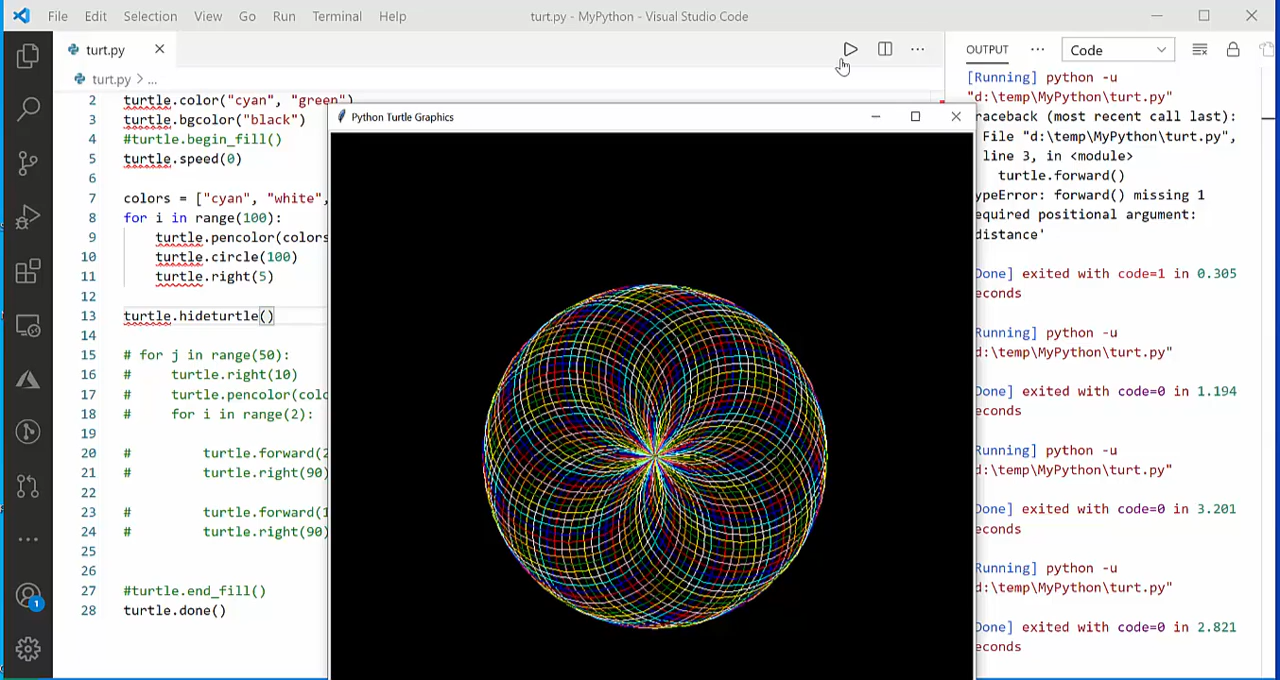 File Edit Selection View Go Run Terminal Help turt.py - MyPython - Visual Studio Code
turt.py
turt.py > ...
2 turtle.color("cyan", "green")
3 turtle.bgcolor("black")
4 #turtle.begin_fill()
5 turtle.speed(0)
6
7 colors = ["cyan", "white",
8 for i in range(100):
9 turtle.pencolor(colors
10 turtle.circle(100)
11 turtle.right(5)
12
13 turtle.hideturtle()
14
15 # for j in range(50):
16 # turtle.right(10)
17 # turtle.pencolor(colo
18 # for i in range(2):
19
20 # turtle.forward(2
21 # turtle.right(90)
22
23 # turtle.forward(1
24 # turtle.right(90)
25
26
27 #turtle.end_fill()
28 turtle.done()
1
Python Turtle Graphics
OUTPUT ... Code
[Running] python -u
"d:\temp\MyPython\turt.py"
raceback (most recent call last):
File "d:\temp\MyPython\turt.py",
line 3, in <module>
turtle.forward()
ypeError: forward() missing 1
equired positional argument:
distance'
Done] exited with code=1 in 0.305
econds
Running] python -u
d:\temp\MyPython\turt.py"
Done] exited with code=0 in 1.194
econds
Running] python -u
d:\temp\MyPython\turt.py"
Done] exited with code=0 in 3.201
econds
Running] python -u
d:\temp\MyPython\turt.py"
Done] exited with code=0 in 2.821
econds